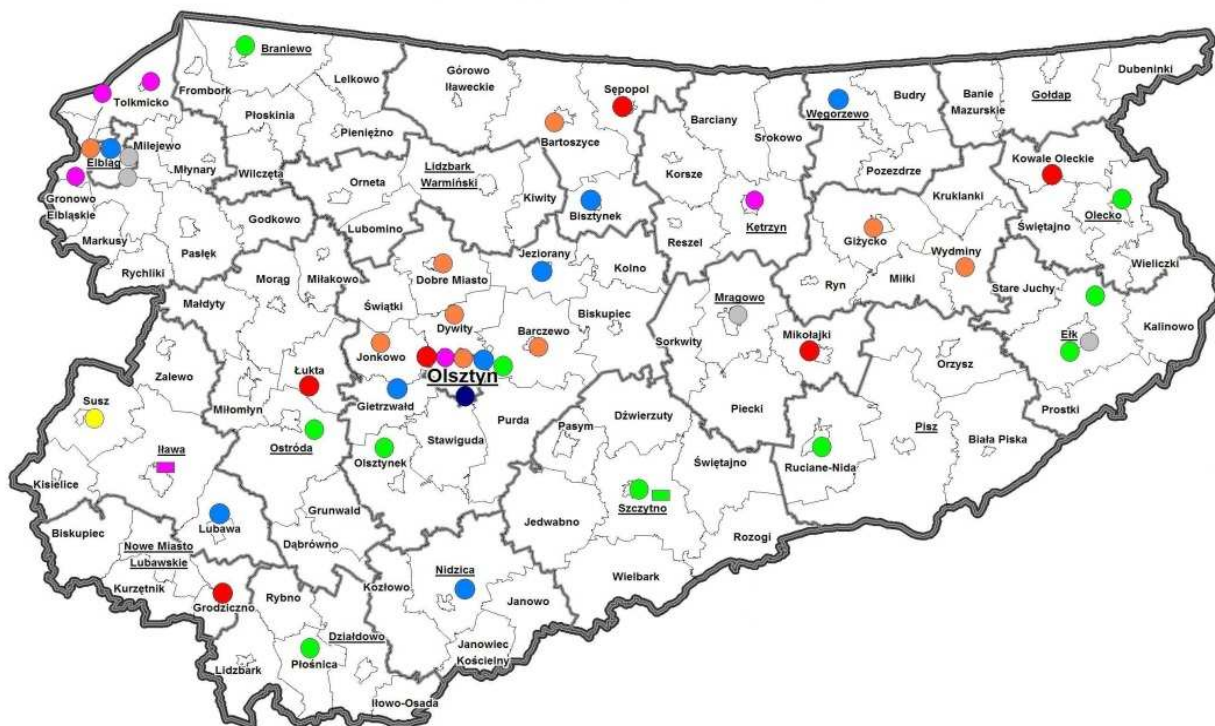 Braniewo
Frombork
Lelkowo
Płoskinia
Pieniężno
Wilczęta
Tolkmicko
Elbląg
Milejewo
Młynary
Gronowo
Elbląskie
Markusy
Pasłęk
Rychliki
Godkowo
Górowo
Iławeckie
Sępopol
Bartoszyce
Bisztynek
Lidzbark
Warmiński
Orneta
Kiwity
Lubomino
Barciany
Srokowo
Korsze
Kętrzyn
Reszel
Węgorzewo
Budry
Pozezdrze
Banie
Mazurskie
Gołdap
Dubeninki
Kowale Oleckie
Olecko
Świętajno
Wieliczki
Kruklanki
Giżycko
Wydminy
Ryn
Miłki
Stare Juchy
Ełk
Kalinowo
Prostki
Morąg
Miłakowo
Małdyty
Łukta
Miłomłyn
Ostróda
Grunwald
Dąbrówno
Świątki
Dobre Miasto
Jeziorany
Kolno
Dywity
Jonkowo
Barczewo
Biskupiec
Olsztyn
Gietrzwałd
Purda
Stawiguda
Olsztynek
Mrągowo
Mikołajki
Sorkwity
Piecki
Orzysz
Pisz
Biała Piska
Ruciane-Nida
Zalewo
Susz
Iława
Kisielice
Lubawa
Biskupiec
Nowe Miasto
Lubawskie
Kurzętnik
Grodziczno
Rybno
Działdowo
Płośnica
Lidzbark
Iłowo-Osada
Kozłowo
Nidzica
Janowo
Janowiec
Kościelny
Pasym
Dźwierzuty
Szczytno
Świętajno
Jedwabno
Rozogi
Wielbark